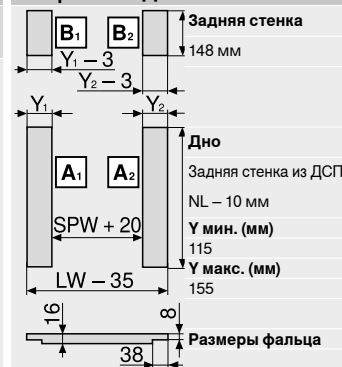 Задняя стенка
B1 B2
148 мм
Y1 – 3
Y2 – 3
Y1 Y2
Дно
A1 A2
Задняя стенка из ДСП
NL – 10 мм
SPW + 20
Y мин. (мм)
115
Y макс. (мм)
LW – 35
155
16 8
Размеры фальца
38